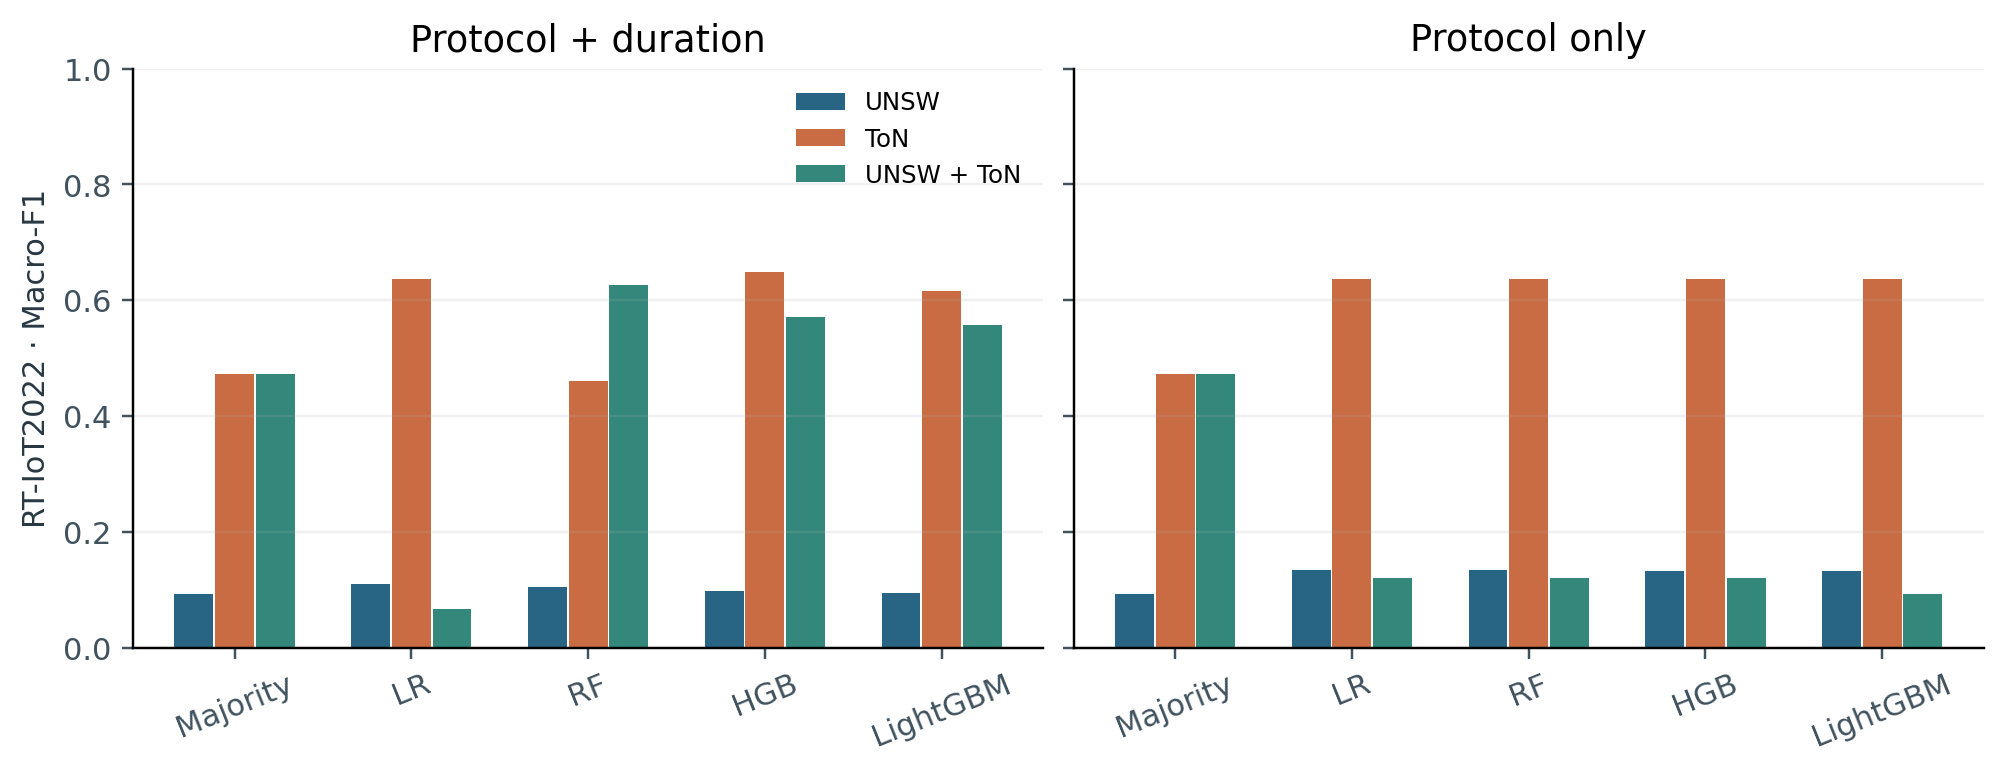 Protocol + duration
Protocol only
RT-IoT2022 · Macro-F1
1.0
0.8
0.6
0.4
0.2
0.0
UNSW
ToN
UNSW + ToN
Majority
LR
RF
HGB
LightGBM
Majority
LR
RF
HGB
LightGBM